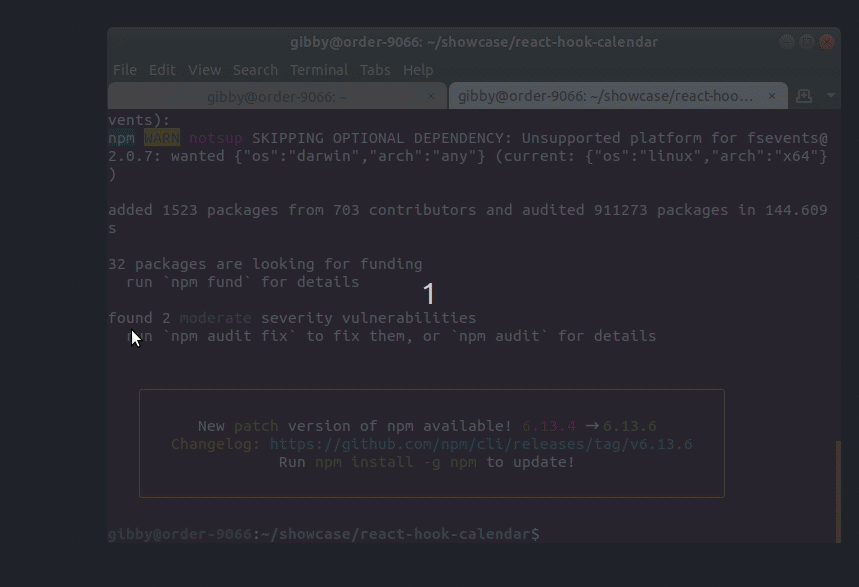 gibby@order-9066: ~/showcase/react-hook-calendar
File Edit View Search Terminal Tabs Help
gibby@order-9066: ~ × gibby@order-9066: ~/showcase/react-hoo... ×
vents):
npm WARN notsup SKIPPING OPTIONAL DEPENDENCY: Unsupported platform for fsevents@
2.0.7: wanted {"os":"darwin","arch":"any"} (current: {"os":"linux","arch":"x64"}
)
added 1523 packages from 703 contributors and audited 911273 packages in 144.609
s
32 packages are looking for funding
run `npm fund` for details
1
found 2 moderate severity vulnerabilities
run `npm audit fix` to fix them, or `npm audit` for details
New patch version of npm available! 6.13.4 → 6.13.6
Changelog: https://github.com/npm/cli/releases/tag/v6.13.6
Run npm install -g npm to update!
gibby@order-9066:~/showcase/react-hook-calendar$